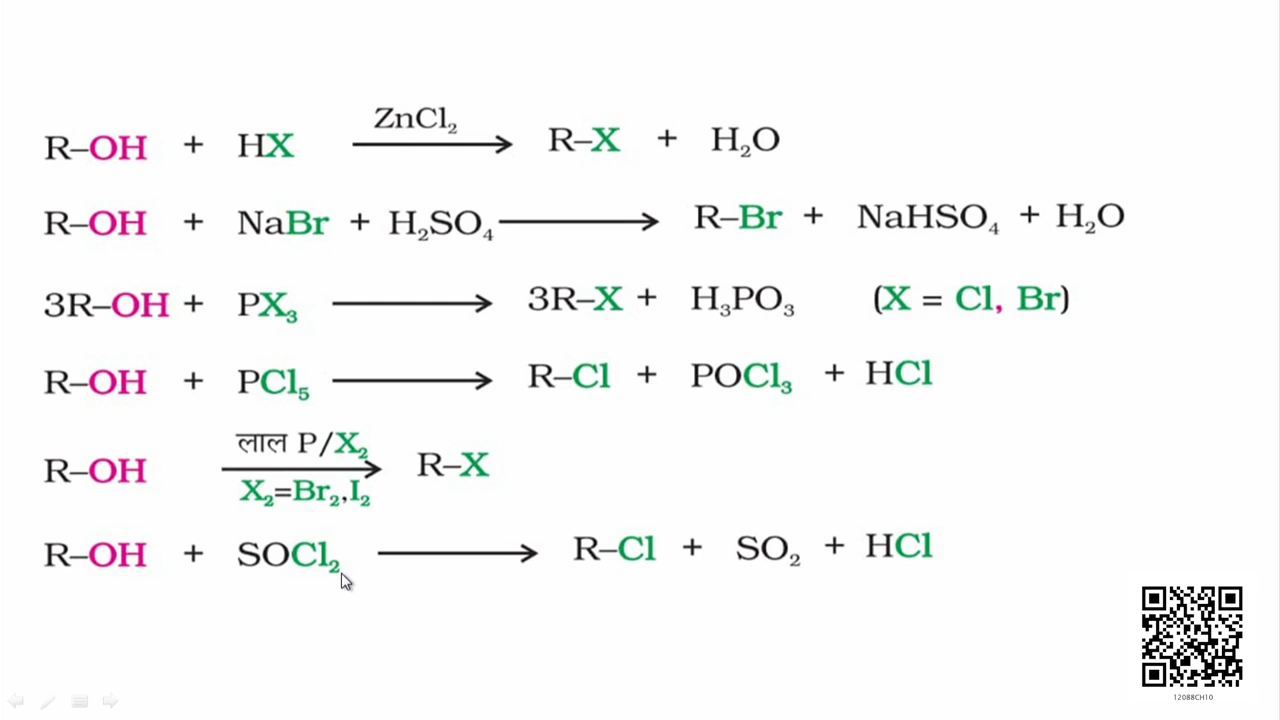 R–OH + HX ZnCl₂ ⟶ R–X + H₂O
R–OH + NaBr + H₂SO₄ ⟶ R–Br + NaHSO₄ + H₂O
3R–OH + PX₃ ⟶ 3R–X + H₃PO₃ (X = Cl, Br)
R–OH + PCl₅ ⟶ R–Cl + POCl₃ + HCl
लाल P/X₂
R–OH ⟶ R–X
X₂=Br₂,I₂
R–OH + SOCl₂ ⟶ R–Cl + SO₂ + HCl
12088CH10